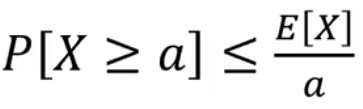 P[X ≥ a] ≤ E[X]/a